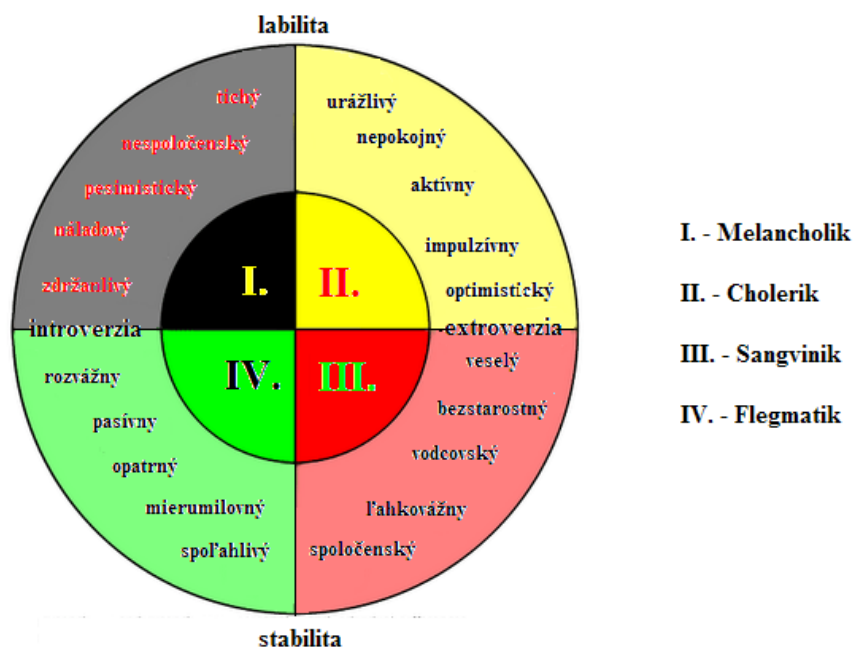 labilita
tichý
nespoločenský
pesimistický
náladový
zdržanlivý
urážlivý
nepokojný
aktívny
impulzívny
optimistický
I.
II.
introverzia
extroverzia
IV.
III.
rozvážny
pasívny
opatrný
mierumilovný
spoľahlivý
veselý
bezstarostný
vodcovský
ľahkovážny
spoločenský
stabilita
I. - Melancholik
II. - Cholerik
III. - Sangvinik
IV. - Flegmatik